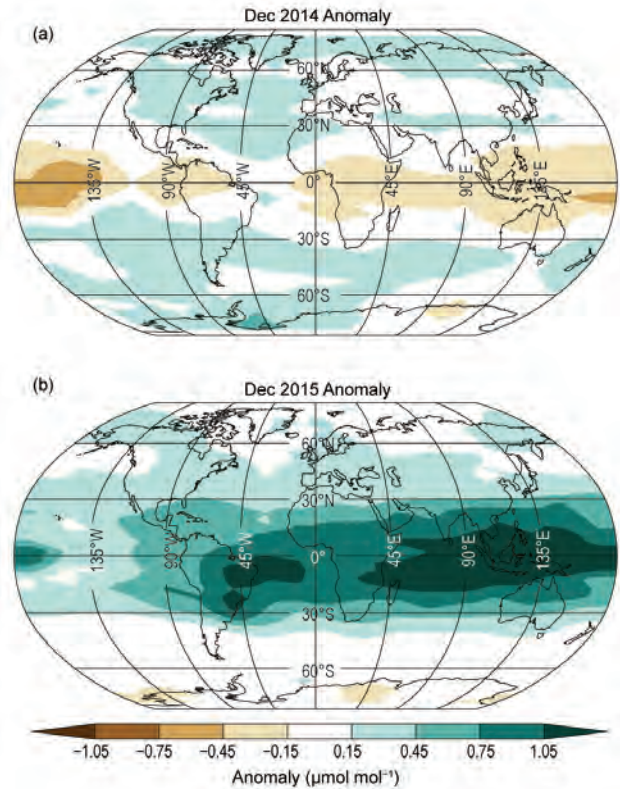 Dec 2014 Anomaly
(a)
60°N
30°N
135°W
90°W
45°W
0°
45°E
90°E
135°E
30°S
60°S
(b)
Dec 2015 Anomaly
60°N
30°N
135°W
90°W
45°W
0°
45°E
90°E
135°E
30°S
60°S
−1.05 −0.75 −0.45 −0.15 0.15 0.45 0.75 1.05
Anomaly (µmol mol⁻¹)